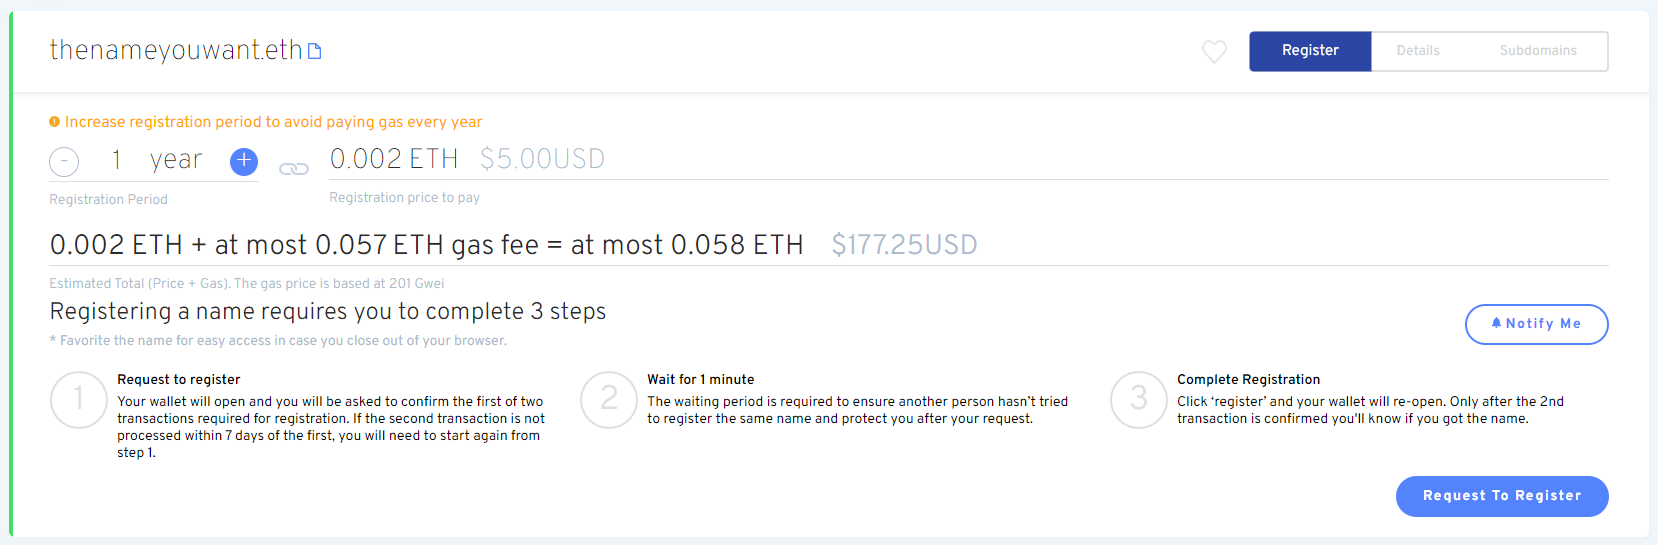 thenameyouwant.eth
Register Details Subdomains
Increase registration period to avoid paying gas every year
- 1 year + 0.002 ETH $5.00USD
Registration Period Registration price to pay
0.002 ETH + at most 0.057 ETH gas fee = at most 0.058 ETH $177.25USD
Estimated Total (Price + Gas). The gas price is based at 201 Gwei
Registering a name requires you to complete 3 steps
* Favorite the name for easy access in case you close out of your browser.
Notify Me
1
Request to register
Your wallet will open and you will be asked to confirm the first of two
transactions required for registration. If the second transaction is not
processed within 7 days of the first, you will need to start again from
step 1.
2
Wait for 1 minute
The waiting period is required to ensure another person hasn't tried
to register the same name and protect you after your request.
3
Complete Registration
Click ‘register’ and your wallet will re-open. Only after the 2nd
transaction is confirmed you'll know if you got the name.
Request To Register